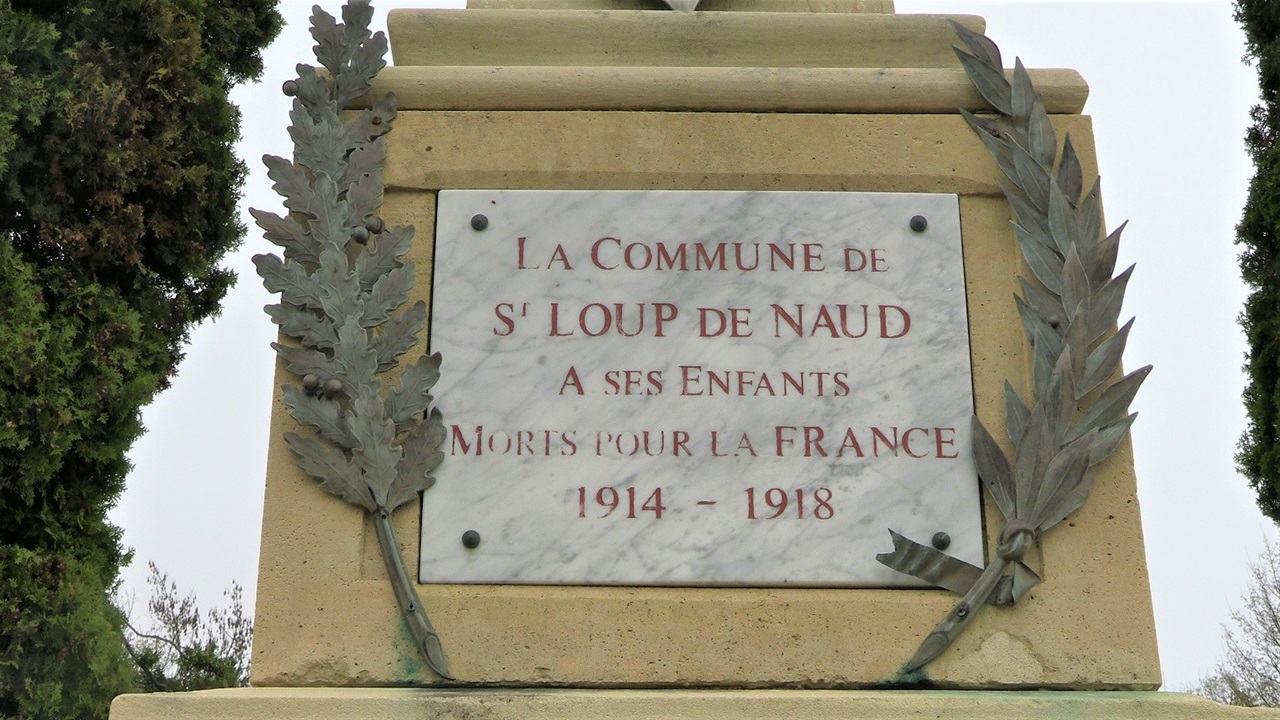 LA COMMUNE DE
ST LOUP DE NAUD
A SES ENFANTS
MORTS POUR LA FRANCE
1914 - 1918